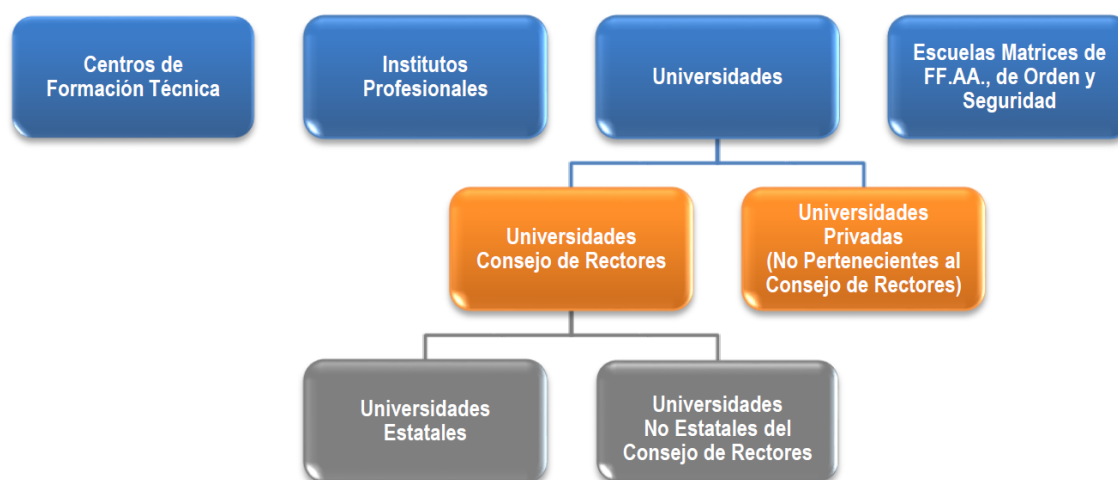 Centros de
Formación Técnica
Institutos
Profesionales
Universidades
Escuelas Matrices de
FF.AA., de Orden y
Seguridad
Universidades
Consejo de Rectores
Universidades
Privadas
(No Pertenecientes al
Consejo de Rectores)
Universidades
Estatales
Universidades
No Estatales del
Consejo de Rectores